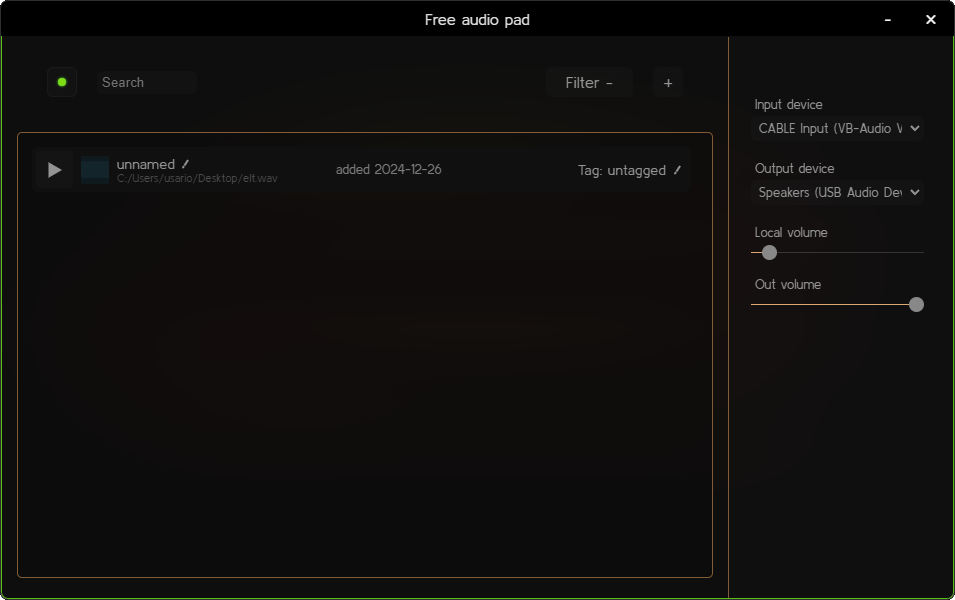 Free audio pad
Search
Filter -
+
unnamed
C:/Users/usario/Desktop/elt.wav
added 2024-12-26
Tag: untagged
Input device
CABLE Input (VB-Audio V
Output device
Speakers (USB Audio Dev
Local volume
Out volume